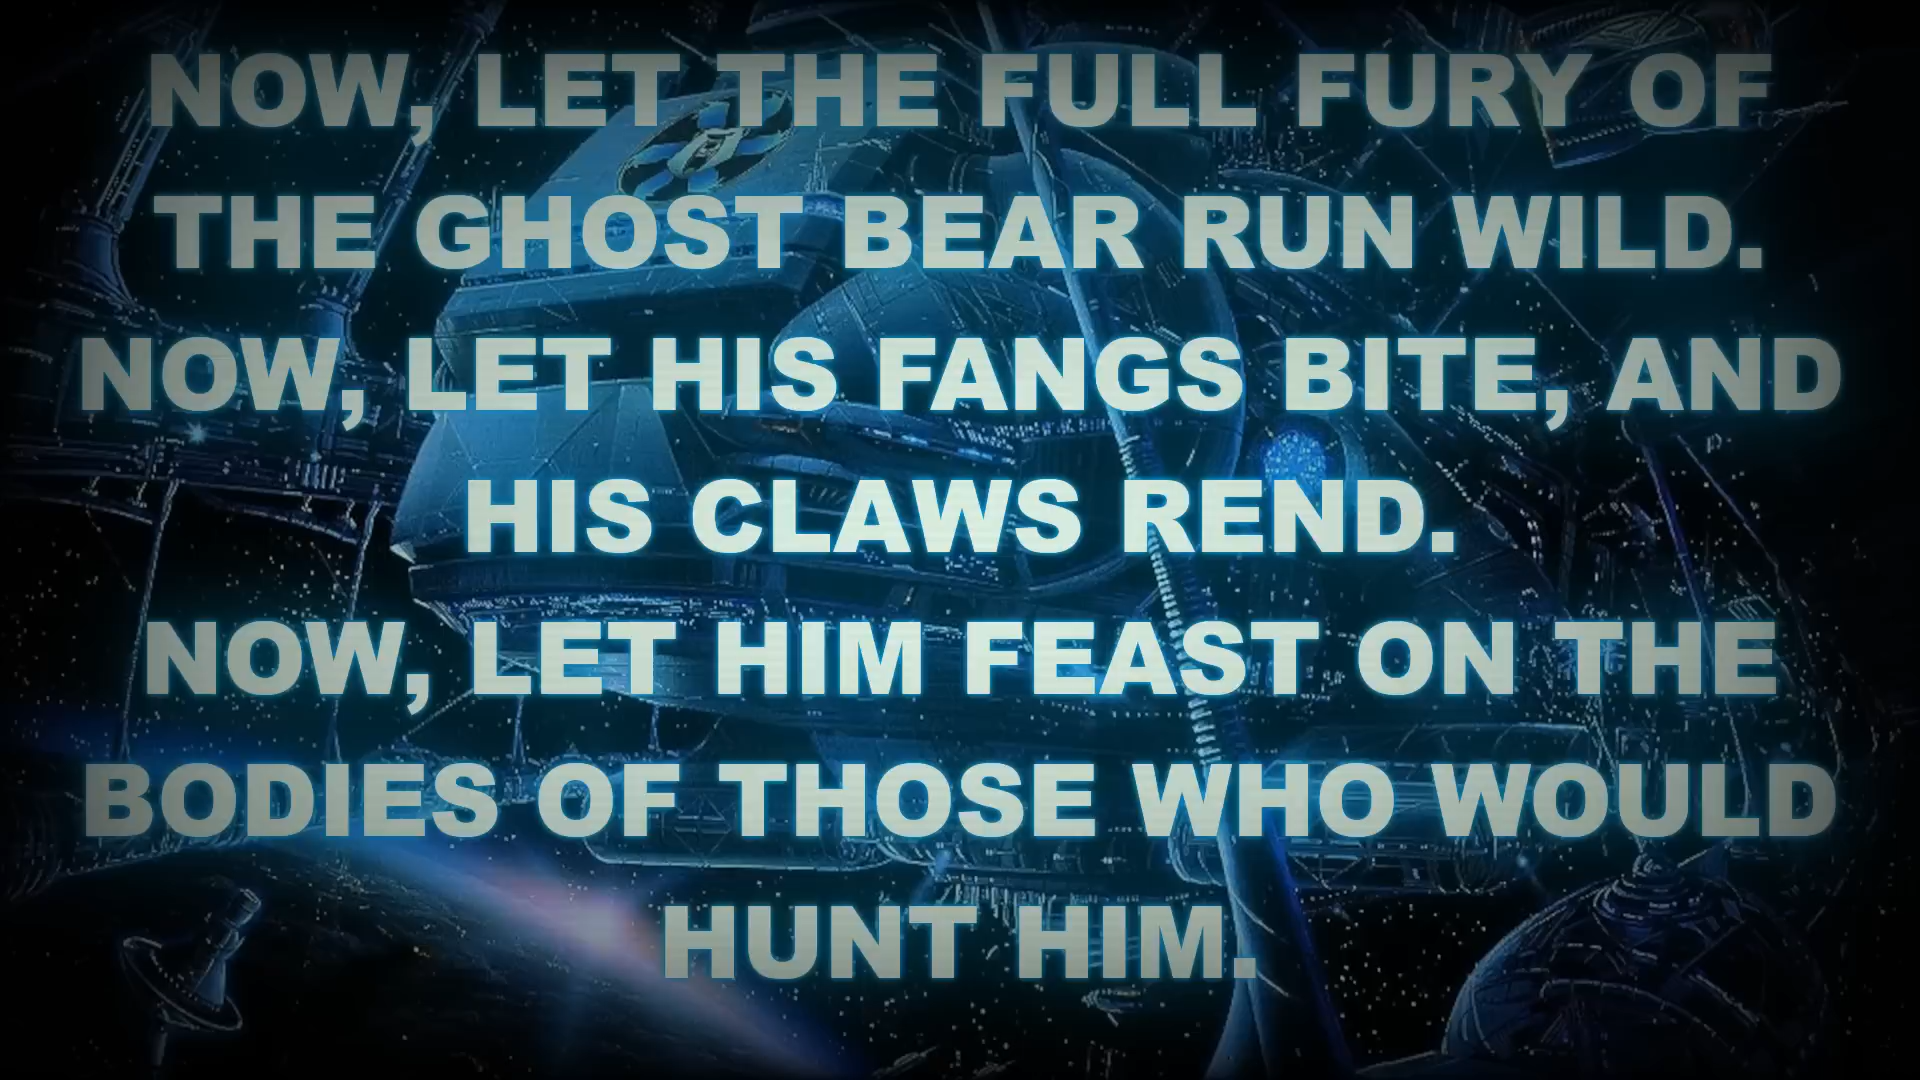 NOW, LET THE FULL FURY OF
THE GHOST BEAR RUN WILD.
NOW, LET HIS FANGS BITE, AND
HIS CLAWS REND.
NOW, LET HIM FEAST ON THE
BODIES OF THOSE WHO WOULD
HUNT HIM.